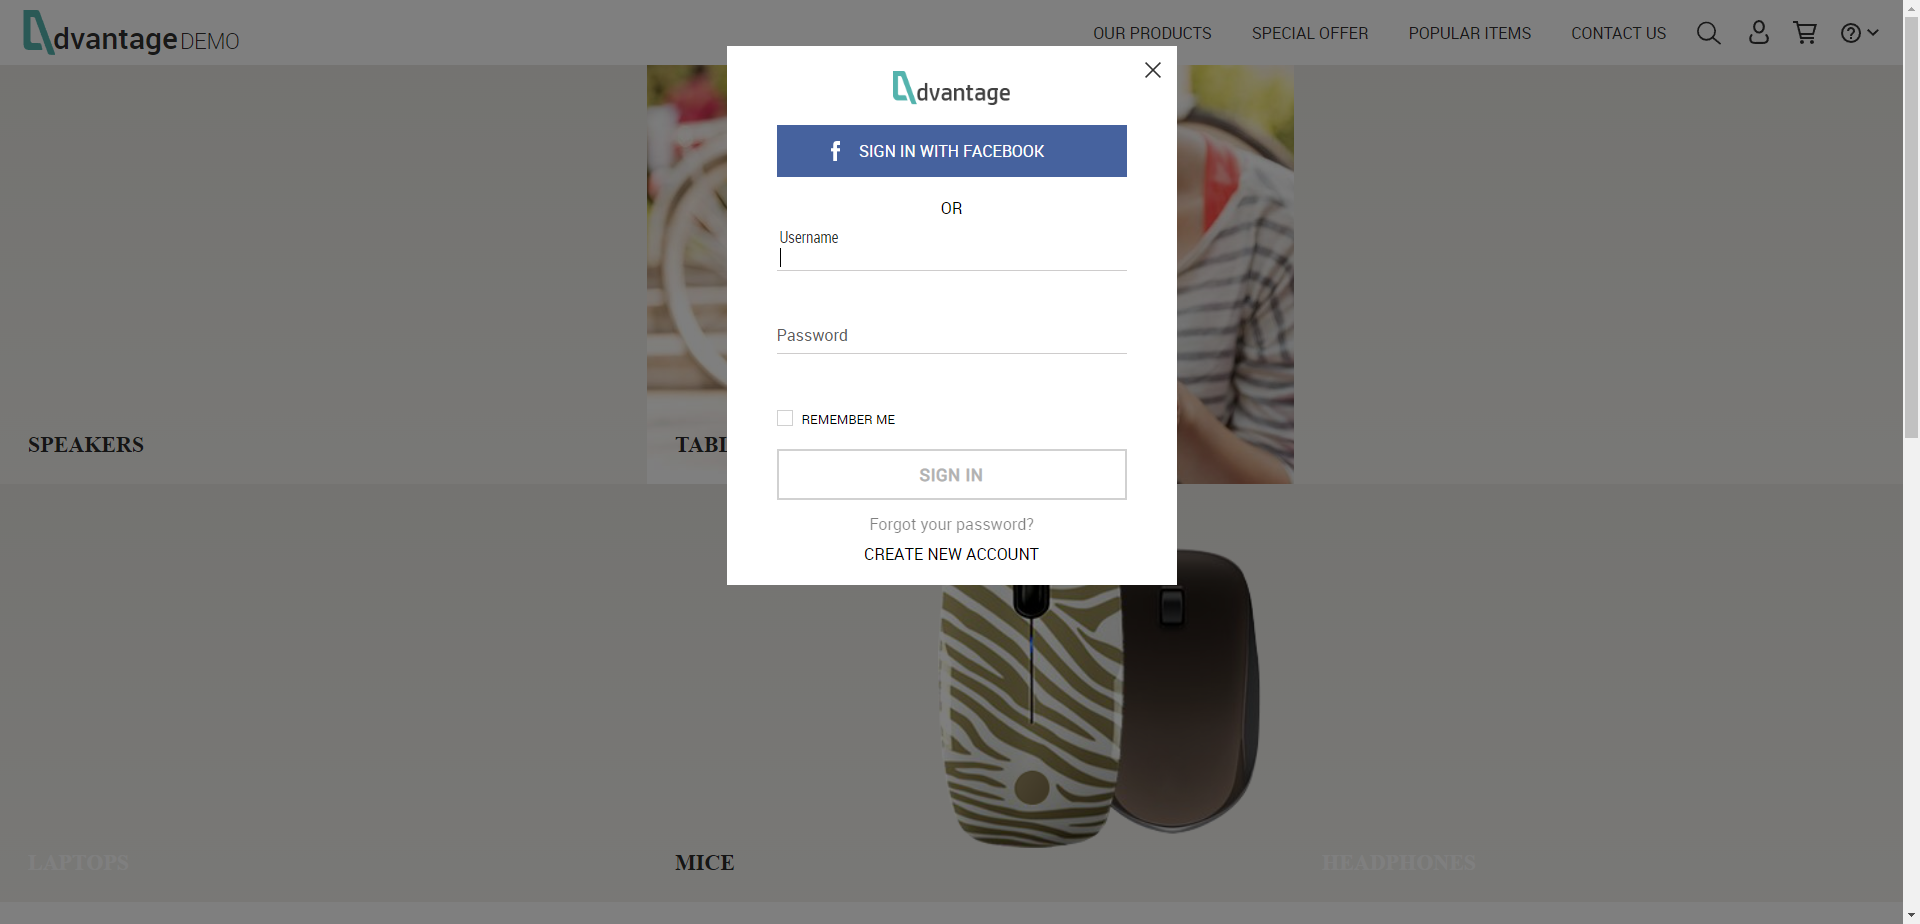 dvantage DEMO
OUR PRODUCTS
SPECIAL OFFER
POPULAR ITEMS
CONTACT US
dvantage
SIGN IN WITH FACEBOOK
OR
Username
Password
REMEMBER ME
SIGN IN
Forgot your password?
CREATE NEW ACCOUNT
SPEAKERS
TABL
LAPTOPS
MICE
HEADPHONES